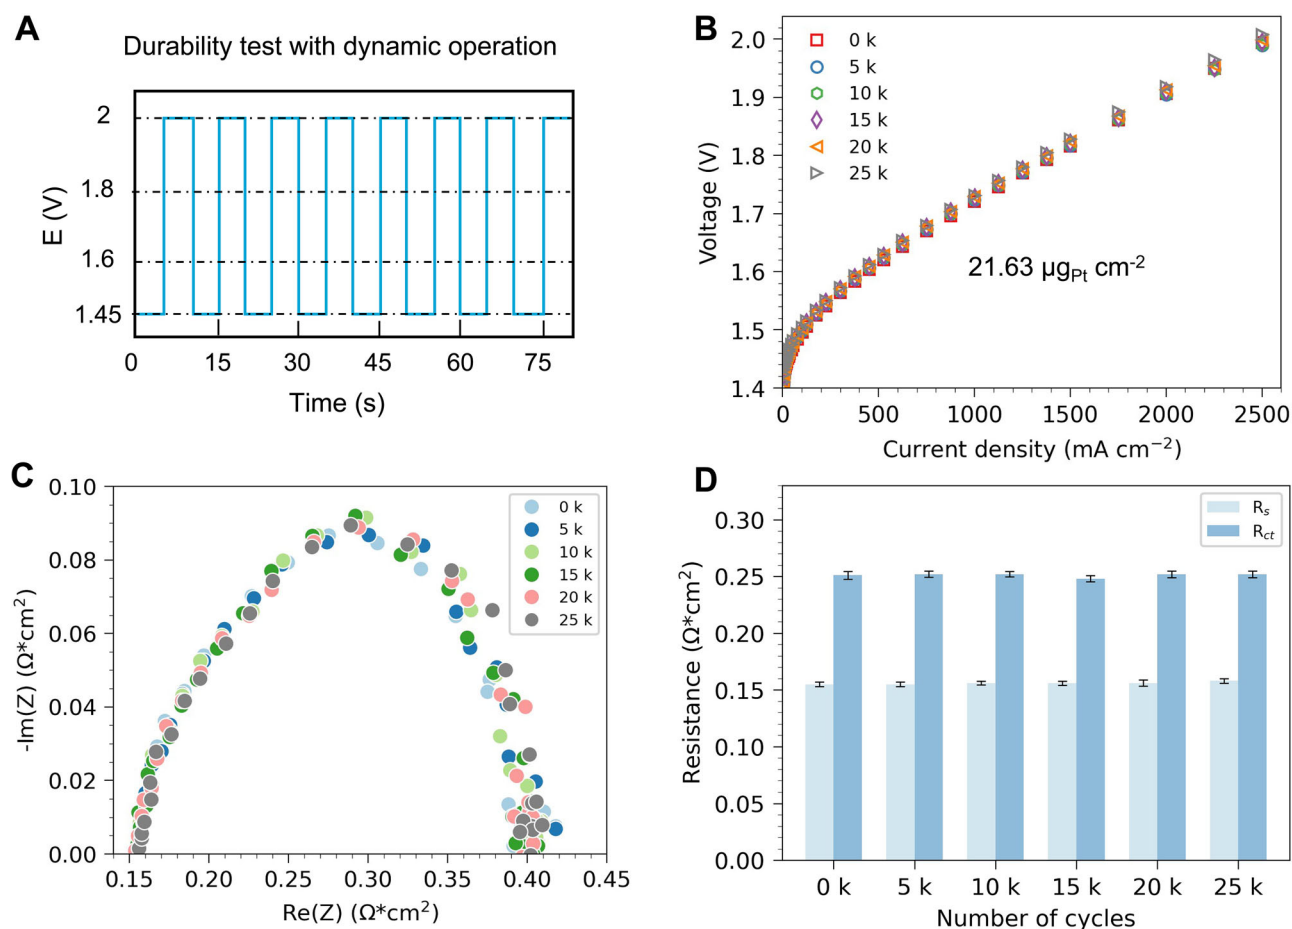 A
Durability test with dynamic operation
E (V)
2
1.8
1.6
1.45
0 15 30 45 60 75
Time (s)
B
Voltage (V)
2.0
1.9
1.8
1.7
1.6
1.5
1.4
0 k
5 k
10 k
15 k
20 k
25 k
21.63 µgPt cm-2
0 500 1000 1500 2000 2500
Current density (mA cm−2)
C
-Im(Z) (Ω*cm2)
0.10
0.08
0.06
0.04
0.02
0.00
0 k
5 k
10 k
15 k
20 k
25 k
0.15 0.20 0.25 0.30 0.35 0.40 0.45
Re(Z) (Ω*cm2)
D
Resistance (Ω*cm2)
0.30
0.25
0.20
0.15
0.10
0.05
0.00
Rs
Rct
0 k 5 k 10 k 15 k 20 k 25 k
Number of cycles